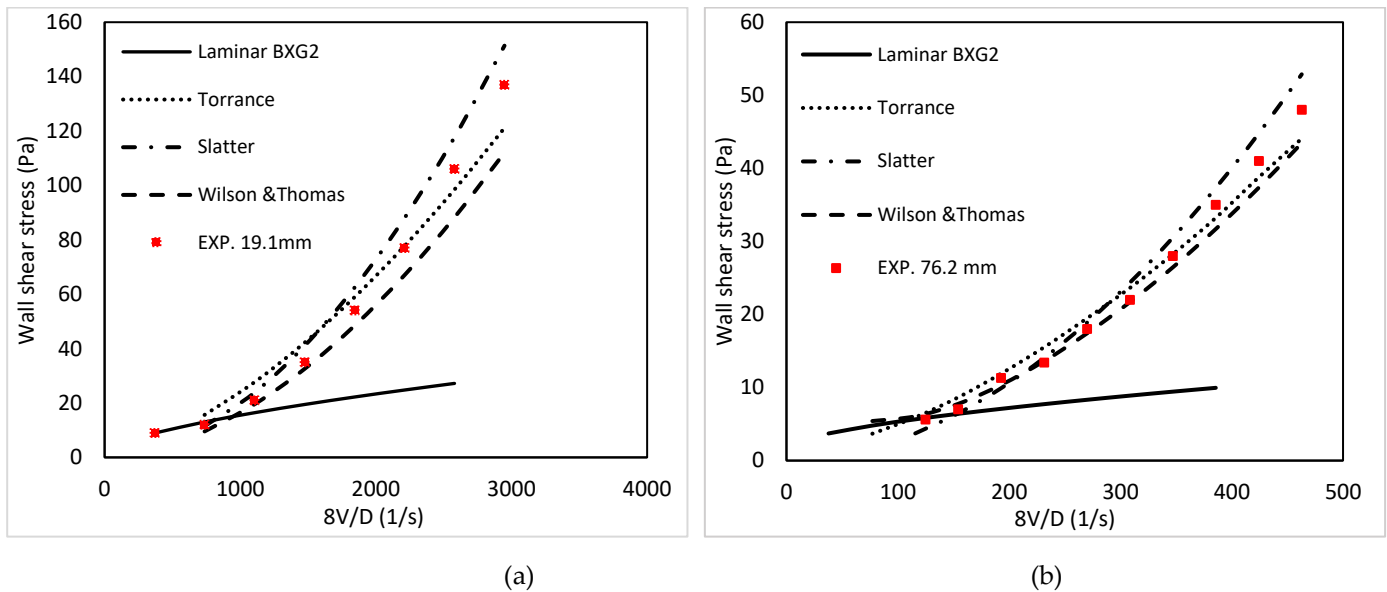 160
140
120
100
80
60
40
20
0
Wall shear stress (Pa)
Laminar BXG2
Torrance
Slatter
Wilson &Thomas
EXP. 19.1mm
0 1000 2000 3000 4000
8V/D (1/s)
(a)
60
50
40
30
20
10
0
Wall shear stress (Pa)
Laminar BXG2
Torrance
Slatter
Wilson &Thomas
EXP. 76.2 mm
0 100 200 300 400 500
8V/D (1/s)
(b)